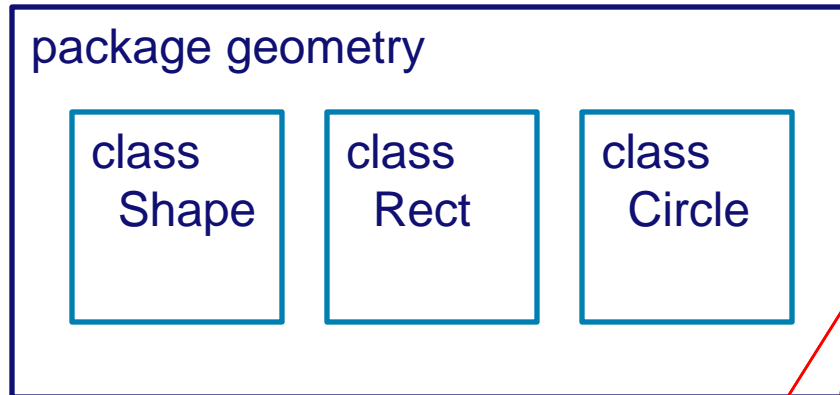 package geometry
class
Shape
class
Rect
class
Circle